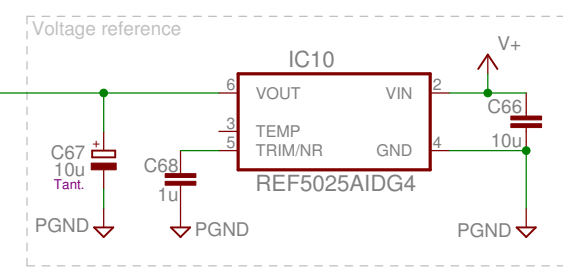 Voltage reference
V+
IC10
6
VOUT
VIN
2
C66
10u
3
TEMP
5
TRIM/NR
GND
4
REF5025AIDG4
+
C67
10u
Tant.
C68
1u
PGND
PGND
PGND